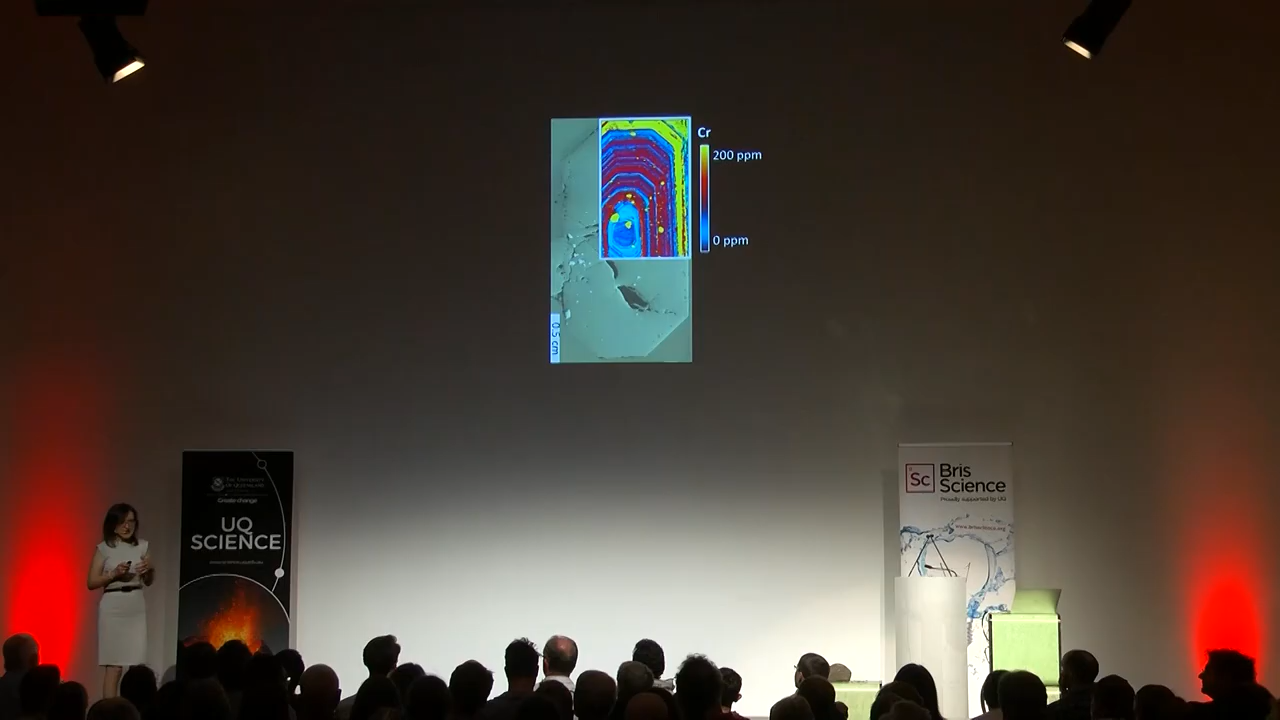 Cr
200 ppm
0 ppm
0.5 cm
THE UNIVERSITY
OF QUEENSLAND
Create change
UQ
SCIENCE
Sc
Bris
Science
Proudly supported by UQ